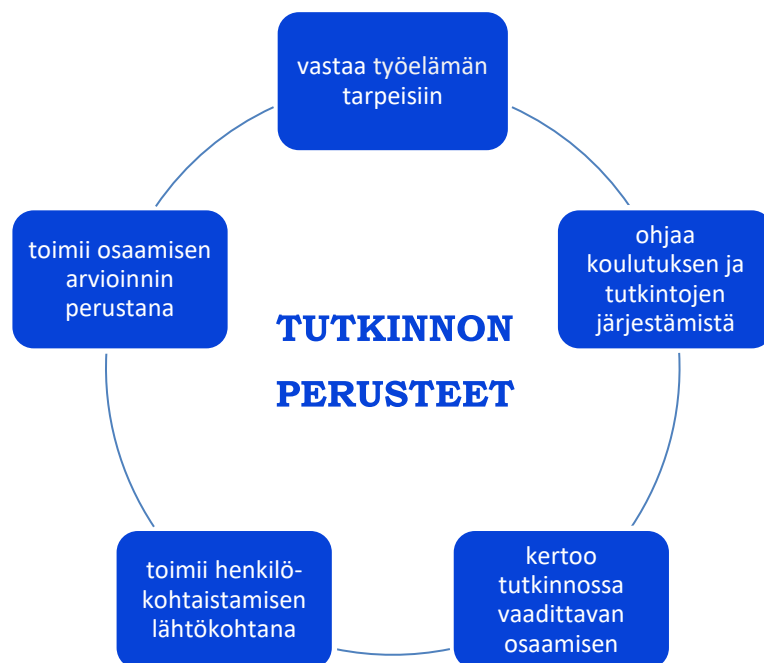 vastaa työelämän
tarpeisiin
ohjaa
koulutuksen ja
tutkintojen
järjestämistä
kertoo
tutkinnossa
vaadittavan
osaamisen
toimii henkilö-
kohtaistamisen
lähtökohtana
toimii osaamisen
arvioinnin
perustana
TUTKINNON
PERUSTEET